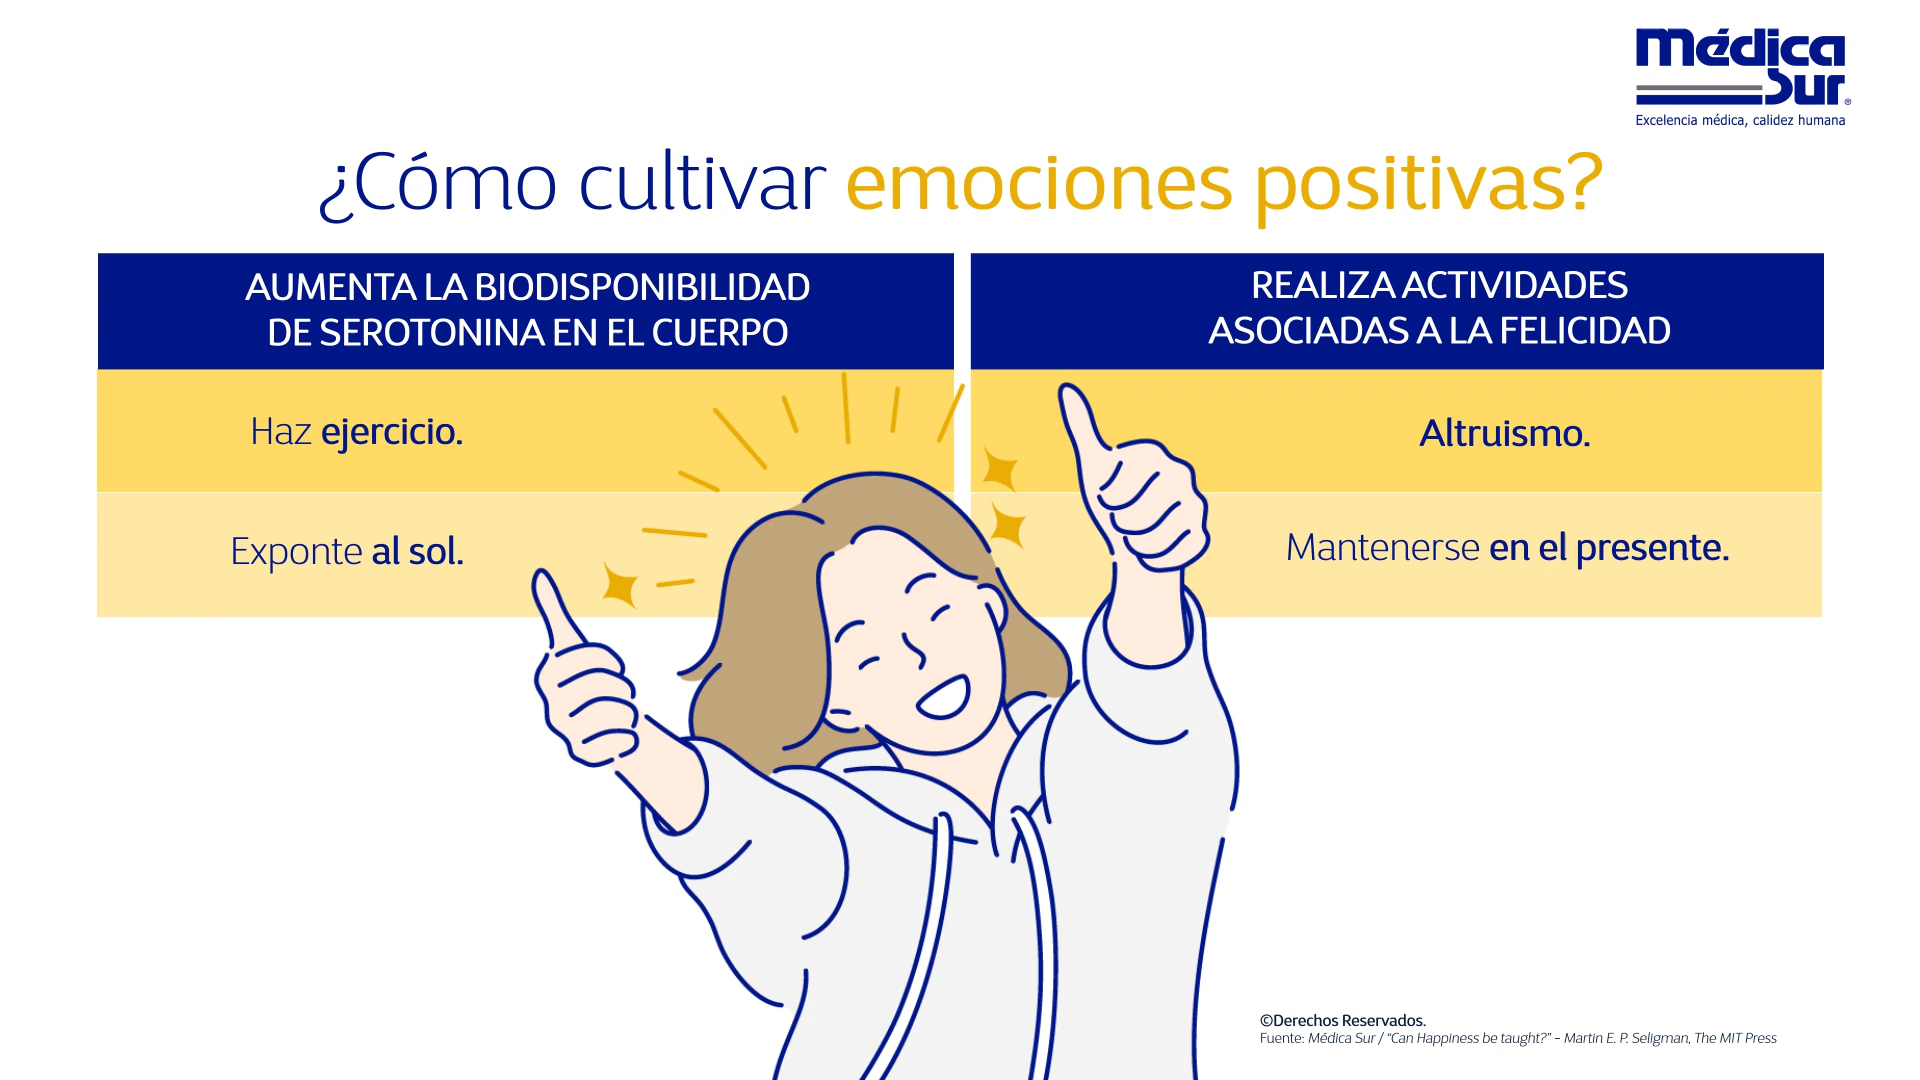 médica
sur®
Excelencia médica, calidez humana
¿Cómo cultivar emociones positivas?
AUMENTA LA BIODISPONIBILIDAD
DE SEROTONINA EN EL CUERPO
Haz ejercicio.
Exponte al sol.
REALIZA ACTIVIDADES
ASOCIADAS A LA FELICIDAD
Altruismo.
Mantenerse en el presente.
©Derechos Reservados.
Fuente: Médica Sur / “Can Happiness be taught?” – Martin E. P. Seligman, The MIT Press